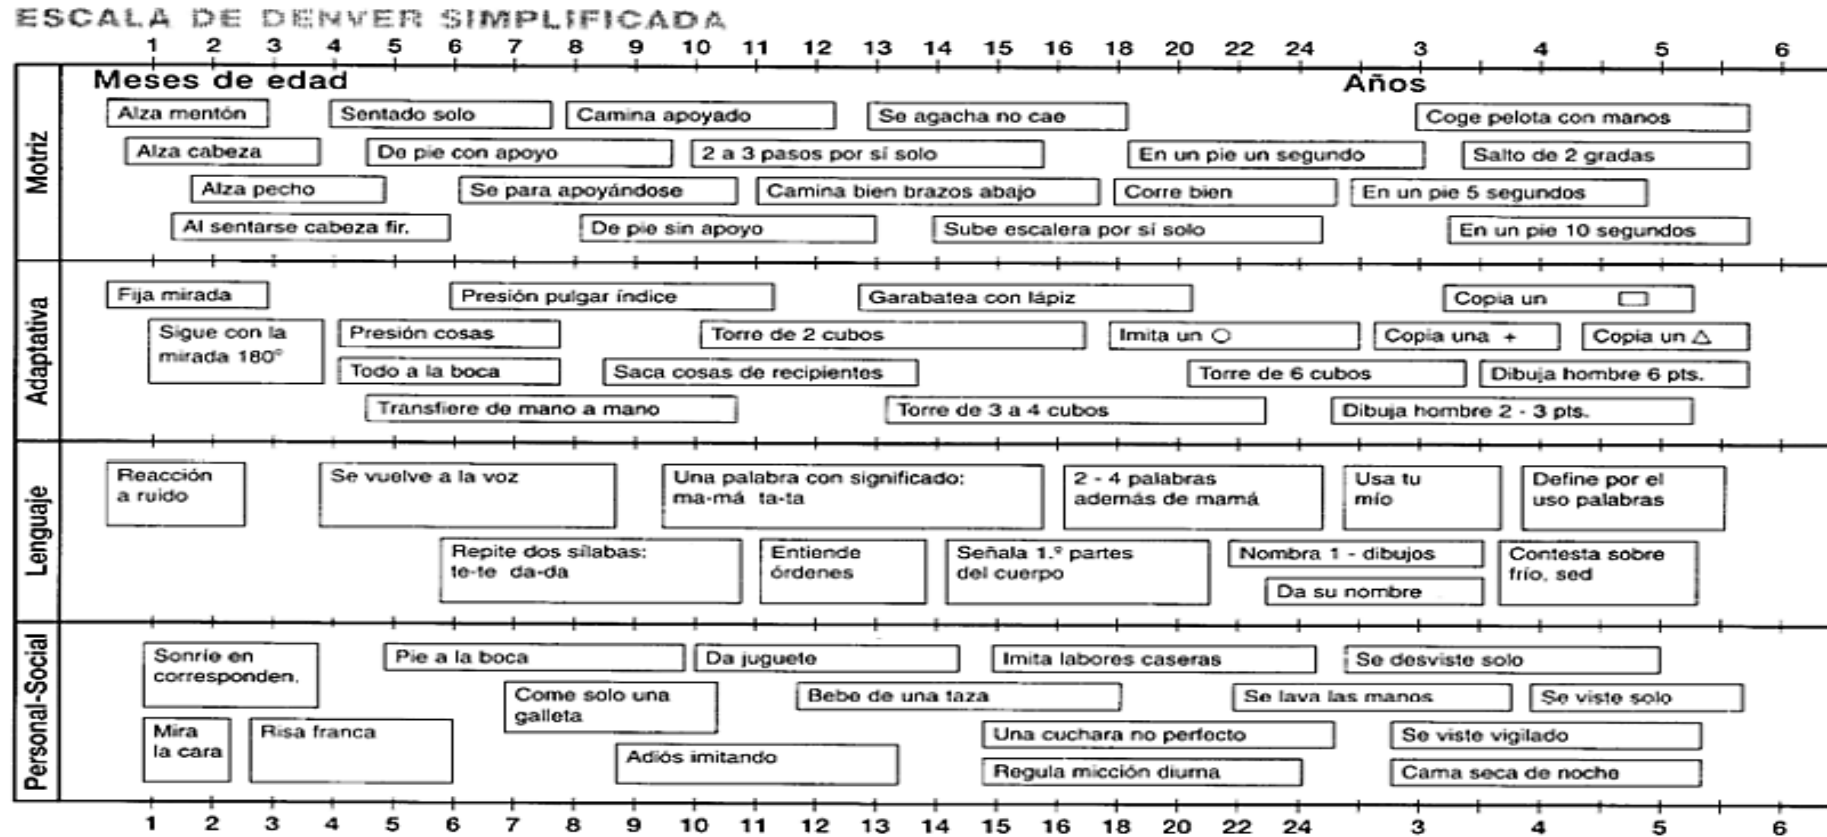 ESCALA DE DENVER SIMPLIFICADA
1 2 3 4 5 6 7 8 9 10 11 12 13 14 15 16 18 20 22 24 3 4 5 6
Meses de edad Años
Motriz
Alza mentón Sentado solo Camina apoyado Se agacha no cae Coge pelota con manos
Alza cabeza De pie con apoyo 2 a 3 pasos por sí solo En un pie un segundo Salto de 2 gradas
Alza pecho Se para apoyándose Camina bien brazos abajo Corre bien En un pie 5 segundos
Al sentarse cabeza fir. De pie sin apoyo Sube escalera por sí solo En un pie 10 segundos
Adaptativa
Fija mirada Presión pulgar índice Garabatea con lápiz Copia un
Sigue con la Presión cosas Torre de 2 cubos Imita un Copia una + Copia un
mirada 180°
Todo a la boca Saca cosas de recipientes Torre de 6 cubos Dibuja hombre 6 pts.
Transfiere de mano a mano Torre de 3 a 4 cubos Dibuja hombre 2 - 3 pts.
Lenguaje
Reacción Se vuelve a la voz Una palabra con significado: 2 - 4 palabras Usa tu Define por el
a ruido ma-má ta-ta además de mamá mío uso palabras
Repite dos sílabas: Entiende Señala 1.º partes Nombra 1 - dibujos Contesta sobre
te-te da-da órdenes del cuerpo frío, sed
Da su nombre
Personal-Social
Sonríe en Pie a la boca Da juguete Imita labores caseras Se desviste solo
corresponden.
Come solo una Bebe de una taza Se lava las manos Se viste solo
galleta
Mira Risa franca Una cuchara no perfecto Se viste vigilado
la cara
Adiós imitando Regula micción diurna Cama seca de noche
1 2 3 4 5 6 7 8 9 10 11 12 13 14 15 16 17 20 22 24 3 4 5 6